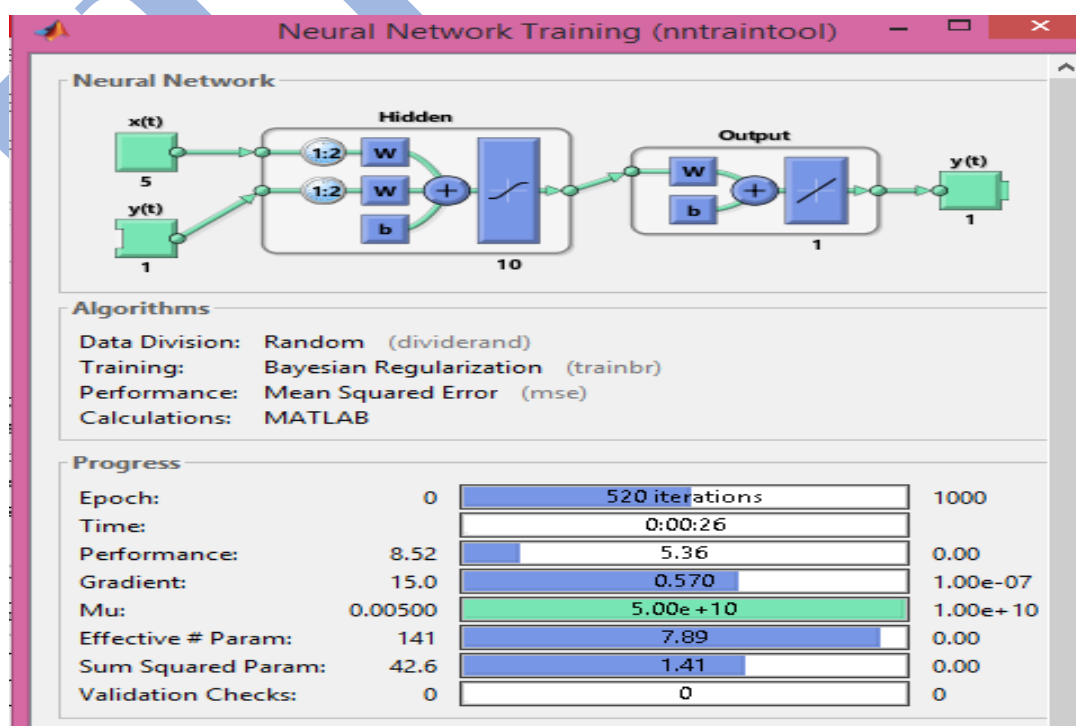 Neural Network Training (nntraintool)
Neural Network
x(t)
5
y(t)
1
Hidden
1:2
W
1:2
W
b
+
10
Output
W
b
+
1
y(t)
1
Algorithms
Data Division: Random (dividerand)
Training: Bayesian Regularization (trainbr)
Performance: Mean Squared Error (mse)
Calculations: MATLAB
Progress
Epoch: 0 520 iterations 1000
Time: 0:00:26
Performance: 8.52 5.36 0.00
Gradient: 15.0 0.570 1.00e-07
Mu: 0.00500 5.00e+10 1.00e+10
Effective # Param: 141 7.89 0.00
Sum Squared Param: 42.6 1.41 0.00
Validation Checks: 0 0 0